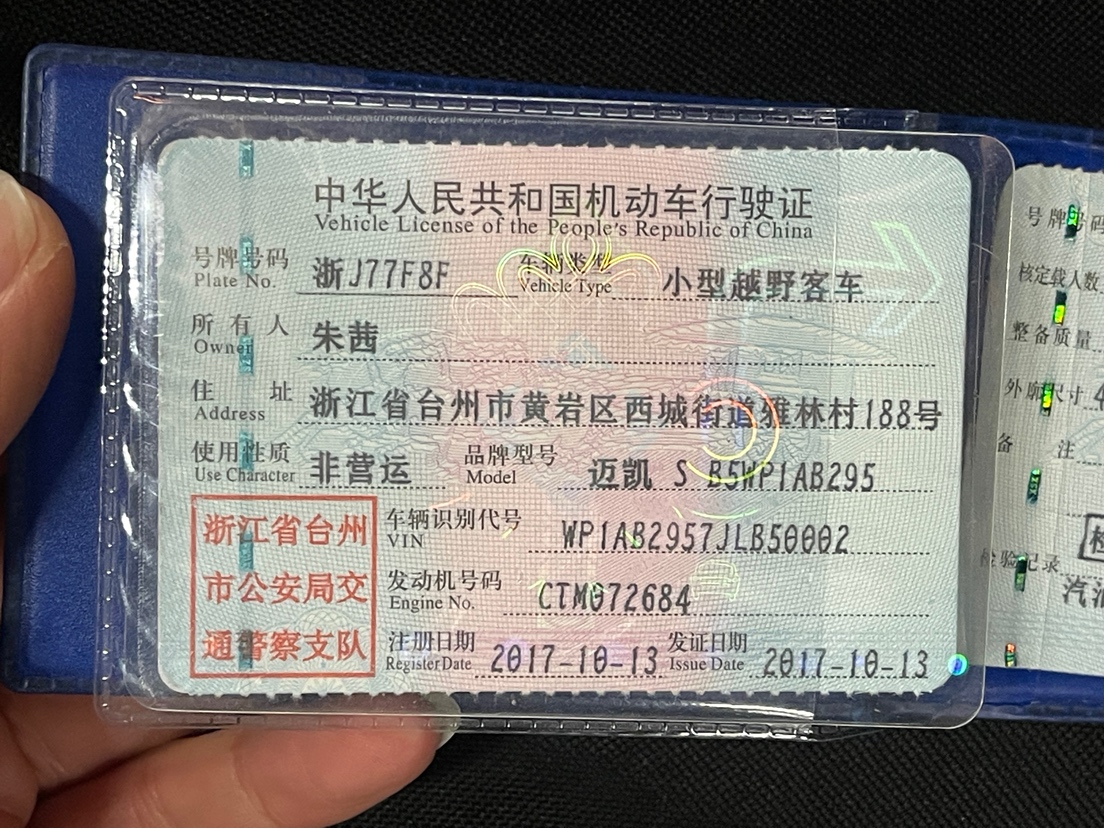 中华人民共和国机动车行驶证
Vehicle License of the People's Republic of China
号牌号码 浙J77F8F 车辆类型 小型越野客车
Plate No. Vehicle Type
所有人 朱茜
Owner
住址 浙江省台州市黄岩区西城街道雅林村188号
Address
使用性质 非营运 品牌型号 迈凯 S B5WP1AB295
Use Character Model
浙江省台州
市公安局交
通警察支队
车辆识别代号 WP1AB2957JLB50002
VIN
发动机号码 CTM072684
Engine No.
注册日期 2017-10-13 发证日期 2017-10-13
Register Date Issue Date
号牌号码
核定载人数
整备质量
外廓尺寸 4
备注
检验记录